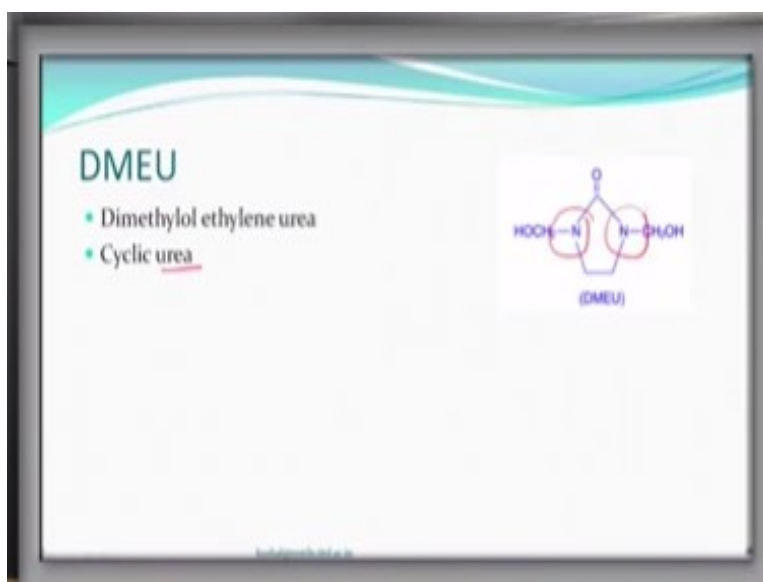 DMEU
• Dimethylol ethylene urea
• Cyclic urea
O
HOCH₂—N N—CH₂OH
(DMEU)